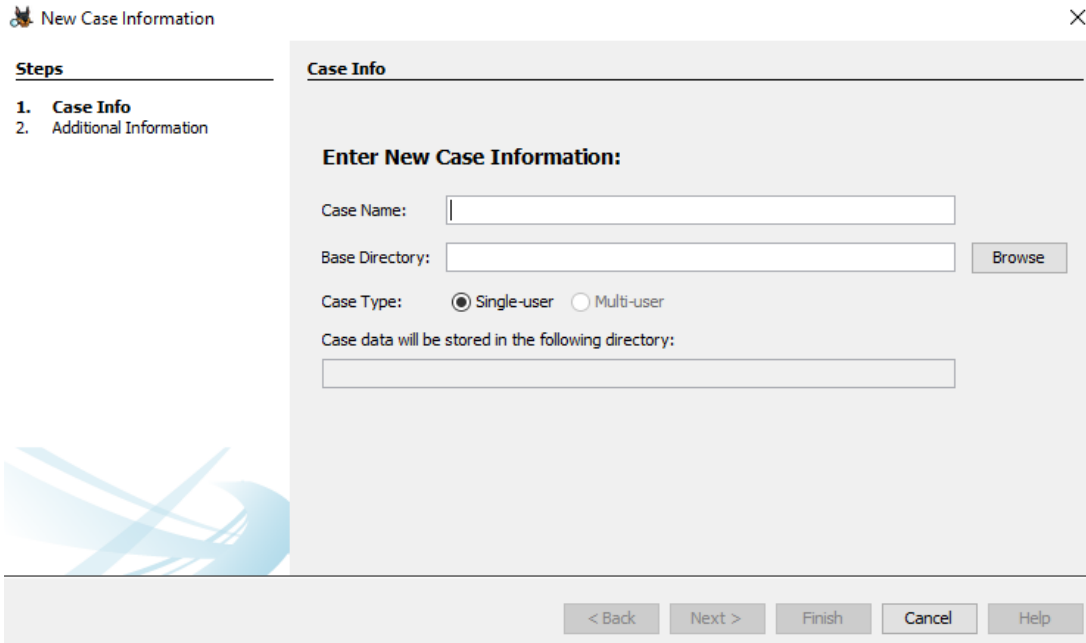 New Case Information
Steps
1. Case Info
2. Additional Information
Case Info
Enter New Case Information:
Case Name:
Base Directory:
Browse
Case Type:
Single-user
Multi-user
Case data will be stored in the following directory:
< Back
Next >
Finish
Cancel
Help